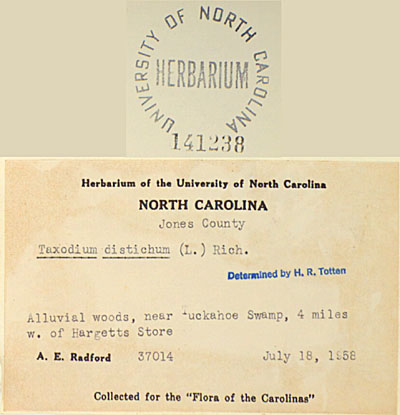 UNIVERSITY OF NORTH CAROLINA
HERBARIUM
141238
Herbarium of the University of North Carolina
NORTH CAROLINA
Jones County
Taxodium distichum (L.) Rich.
Determined by H. R. Totten
Alluvial woods, near Tuckahoe Swamp, 4 miles
w. of Hargetts Store
A. E. Radford 37014 July 18, 1958
Collected for the "Flora of the Carolinas"